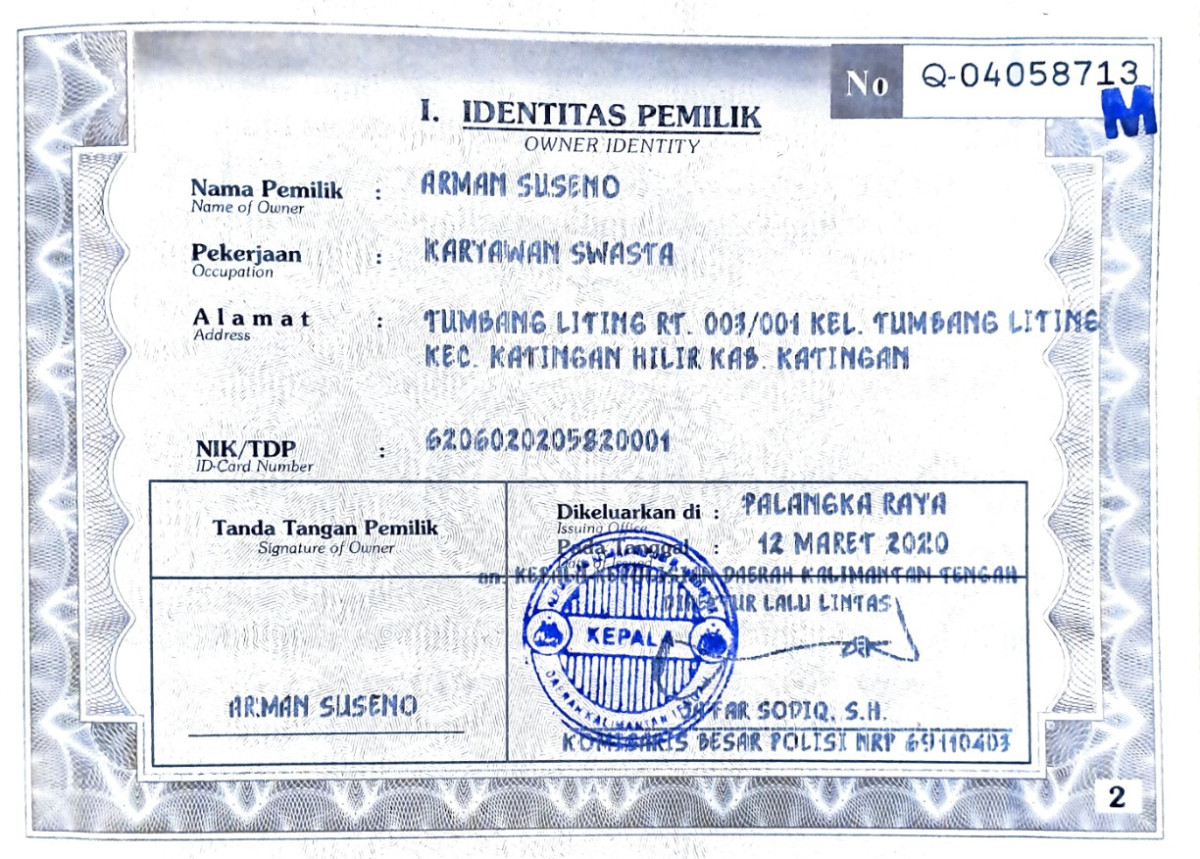 No Q-04058713
M
I. IDENTITAS PEMILIK
OWNER IDENTITY
Nama Pemilik : ARMAN SUSENO
Name of Owner
Pekerjaan : KARYAWAN SWASTA
Occupation
Alamat : TUMBANG LITING RT. 003/001 KEL. TUMBANG LITING
Address
KEC. KATINGAN HILIR KAB. KATINGAN
NIK/TDP : 6206020205820001
ID-Card Number
Tanda Tangan Pemilik
Signature of Owner
Dikeluarkan di : PALANGKA RAYA
Issuing Office
Pada Tanggal : 12 MARET 2020
an. KEPALA KEPOLISIAN DAERAH KALIMANTAN TENGAH
DIREKTUR LALU LINTAS
KEPALA
DAERAH KALIMANTAN
ARMAN SUSENO
SODIQ, S.H.
KOMISARIS BESAR POLISI NRP 69110403
2